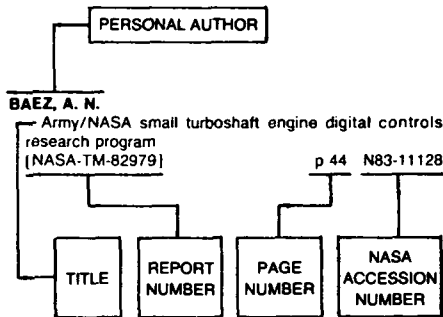 PERSONAL AUTHOR
BAEZ, A. N.
Army/NASA small turboshaft engine digital controls
research program
[NASA-TM-82979] p 44 N83-11128
TITLE
REPORT
NUMBER
PAGE
NUMBER
NASA
ACCESSION
NUMBER